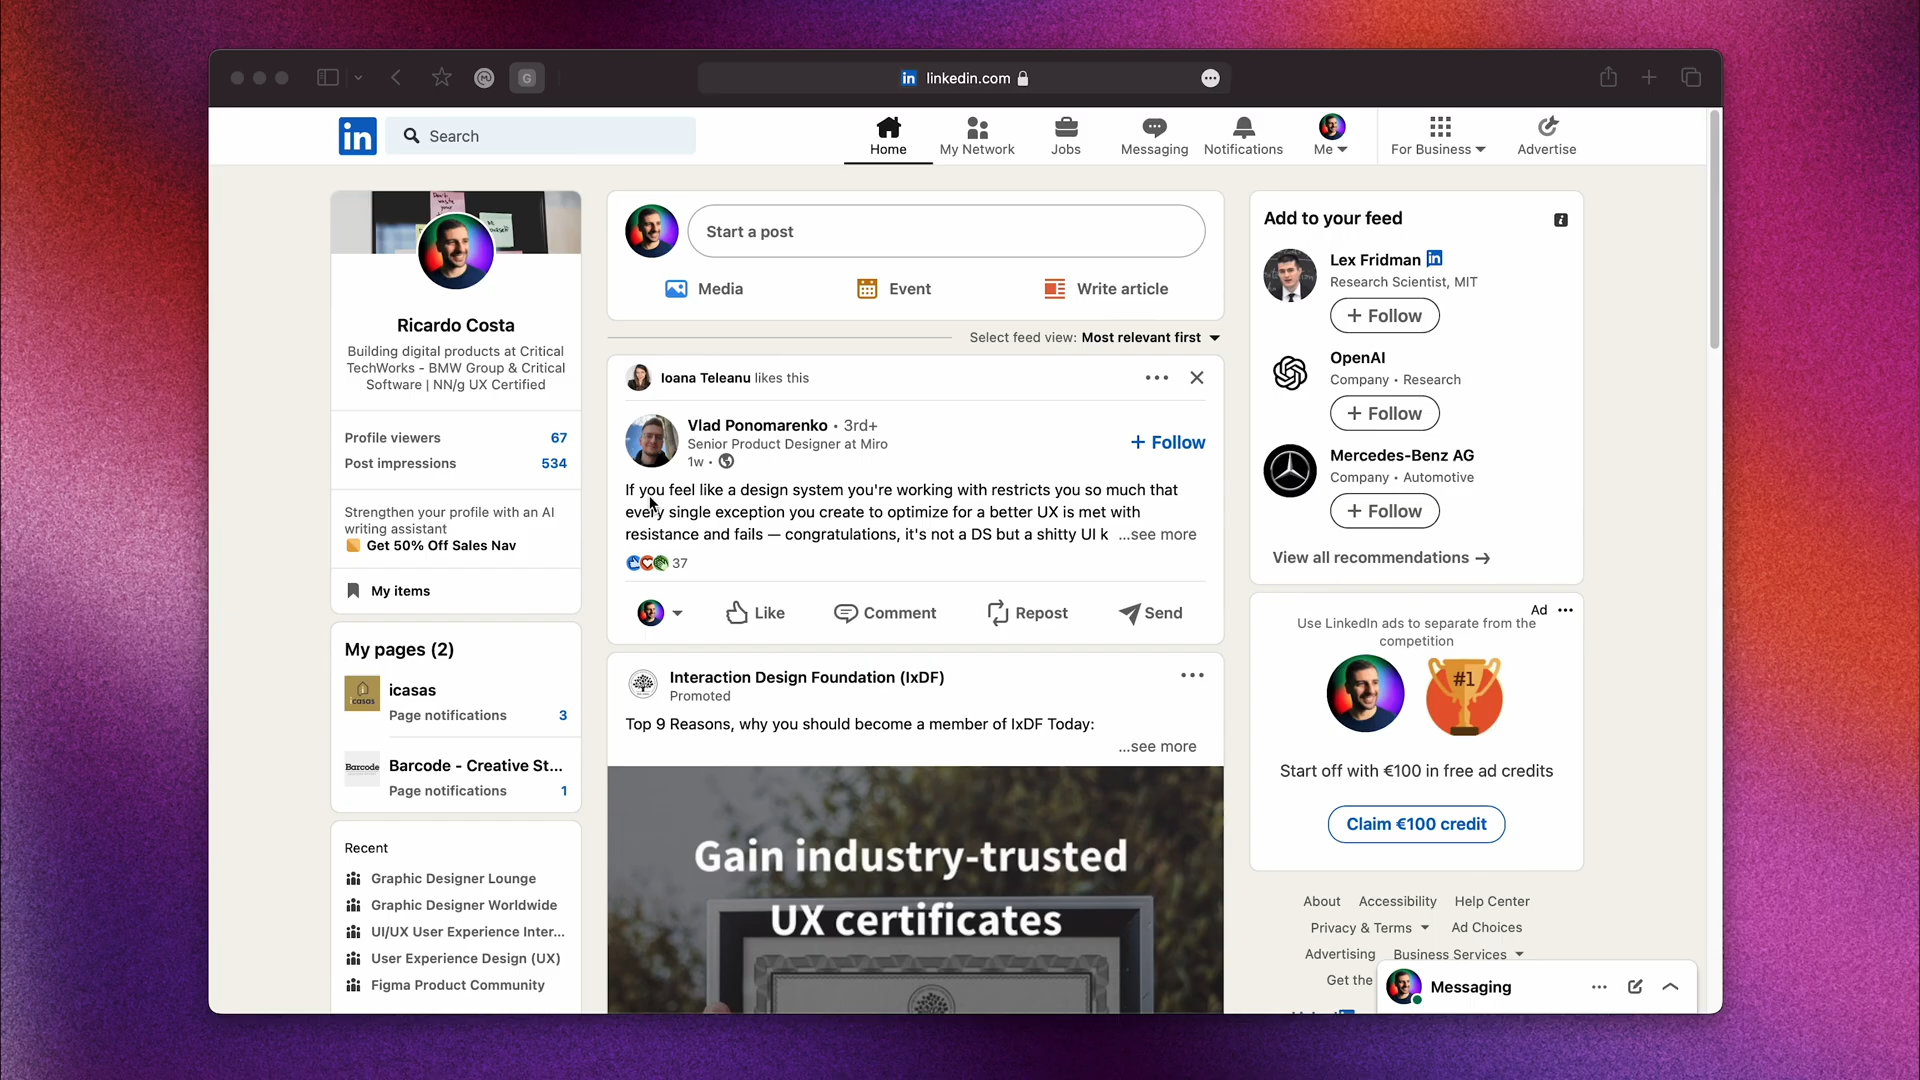 G
in linkedin.com
in
Search
Home
My Network
Jobs
Messaging
Notifications
Me
For Business
Advertise
Ricardo Costa
Building digital products at Critical
TechWorks - BMW Group & Critical
Software | NN/g UX Certified
Profile viewers 67
Post impressions 534
Strengthen your profile with an AI
writing assistant
Get 50% Off Sales Nav
My items
My pages (2)
icasas
icasas
Page notifications 3
Barcode
Barcode - Creative St...
Page notifications 1
Recent
Graphic Designer Lounge
Graphic Designer Worldwide
UI/UX User Experience Inter...
User Experience Design (UX)
Figma Product Community
Start a post
Media
Event
Write article
Select feed view: Most relevant first
Ioana Teleanu likes this
Vlad Ponomarenko • 3rd+
Senior Product Designer at Miro
1w •
+ Follow
If you feel like a design system you're working with restricts you so much that
every single exception you create to optimize for a better UX is met with
resistance and fails — congratulations, it's not a DS but a shitty UI k ...see more
37
Like
Comment
Repost
Send
Interaction Design Foundation (IxDF)
Promoted
Top 9 Reasons, why you should become a member of IxDF Today:
...see more
Gain industry-trusted
UX certificates
Add to your feed
Lex Fridman in
Research Scientist, MIT
+ Follow
OpenAI
Company • Research
+ Follow
Mercedes-Benz AG
Company • Automotive
+ Follow
View all recommendations →
Ad
Use LinkedIn ads to separate from the
competition
#1
Start off with €100 in free ad credits
Claim €100 credit
About Accessibility Help Center
Privacy & Terms Ad Choices
Advertising Business Services
Get the
Messaging